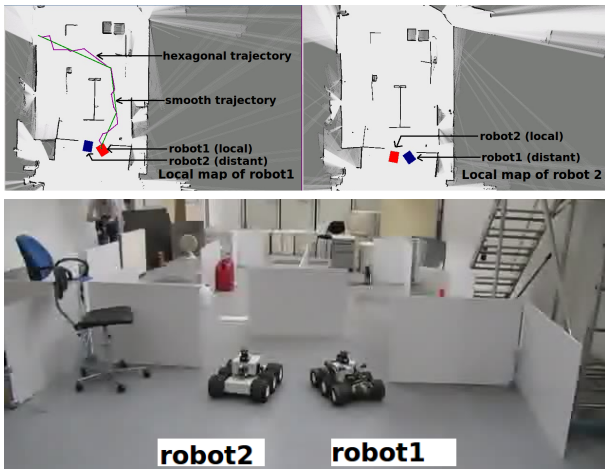 hexagonal trajectory
smooth trajectory
robot1 (local)
robot2 (distant)
Local map of robot1
robot2 (local)
robot1 (distant)
Local map of robot 2
robot2
robot1